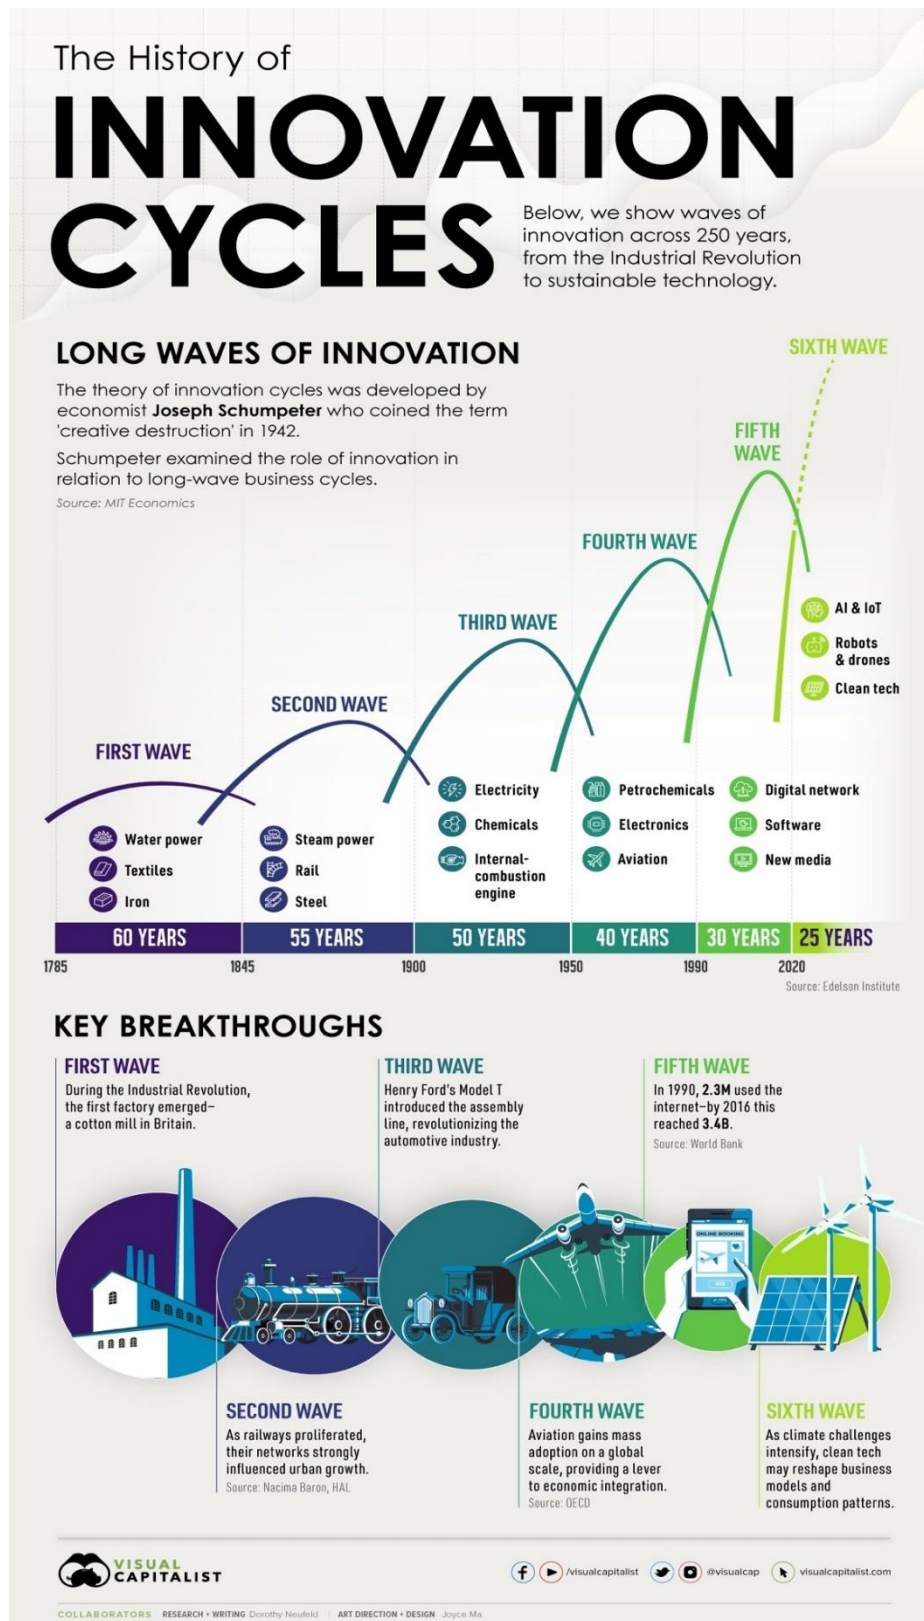 The History of
INNOVATION
CYCLES
Below, we show waves of
innovation across 250 years,
from the Industrial Revolution
to sustainable technology.
LONG WAVES OF INNOVATION
The theory of innovation cycles was developed by
economist Joseph Schumpeter who coined the term
'creative destruction' in 1942.
Schumpeter examined the role of innovation in
relation to long-wave business cycles.
Source: MIT Economics
FIRST WAVE
SECOND WAVE
THIRD WAVE
FOURTH WAVE
FIFTH
WAVE
SIXTH WAVE
Water power
Textiles
Iron
Steam power
Rail
Steel
Electricity
Chemicals
Internal-
combustion
engine
Petrochemicals
Electronics
Aviation
Digital network
Software
New media
AI & IoT
Robots
& drones
Clean tech
60 YEARS
55 YEARS
50 YEARS
40 YEARS
30 YEARS
25 YEARS
1785
1845
1900
1950
1990
2020
Source: Edelson Institute
KEY BREAKTHROUGHS
FIRST WAVE
During the Industrial Revolution,
the first factory emerged–
a cotton mill in Britain.
THIRD WAVE
Henry Ford's Model T
introduced the assembly
line, revolutionizing the
automotive industry.
FIFTH WAVE
In 1990, 2.3M used the
internet–by 2016 this
reached 3.4B.
Source: World Bank
ONLINE BOOKING
SECOND WAVE
As railways proliferated,
their networks strongly
influenced urban growth.
Source: Nacima Baron, HAL
FOURTH WAVE
Aviation gains mass
adoption on a global
scale, providing a lever
to economic integration.
Source: OECD
SIXTH WAVE
As climate challenges
intensify, clean tech
may reshape business
models and
consumption patterns.
VISUAL
CAPITALIST
/visualcapitalist
@visualcap
visualcapitalist.com
COLLABORATORS RESEARCH + WRITING Dorothy Neufeld | ART DIRECTION + DESIGN Joyce Ma